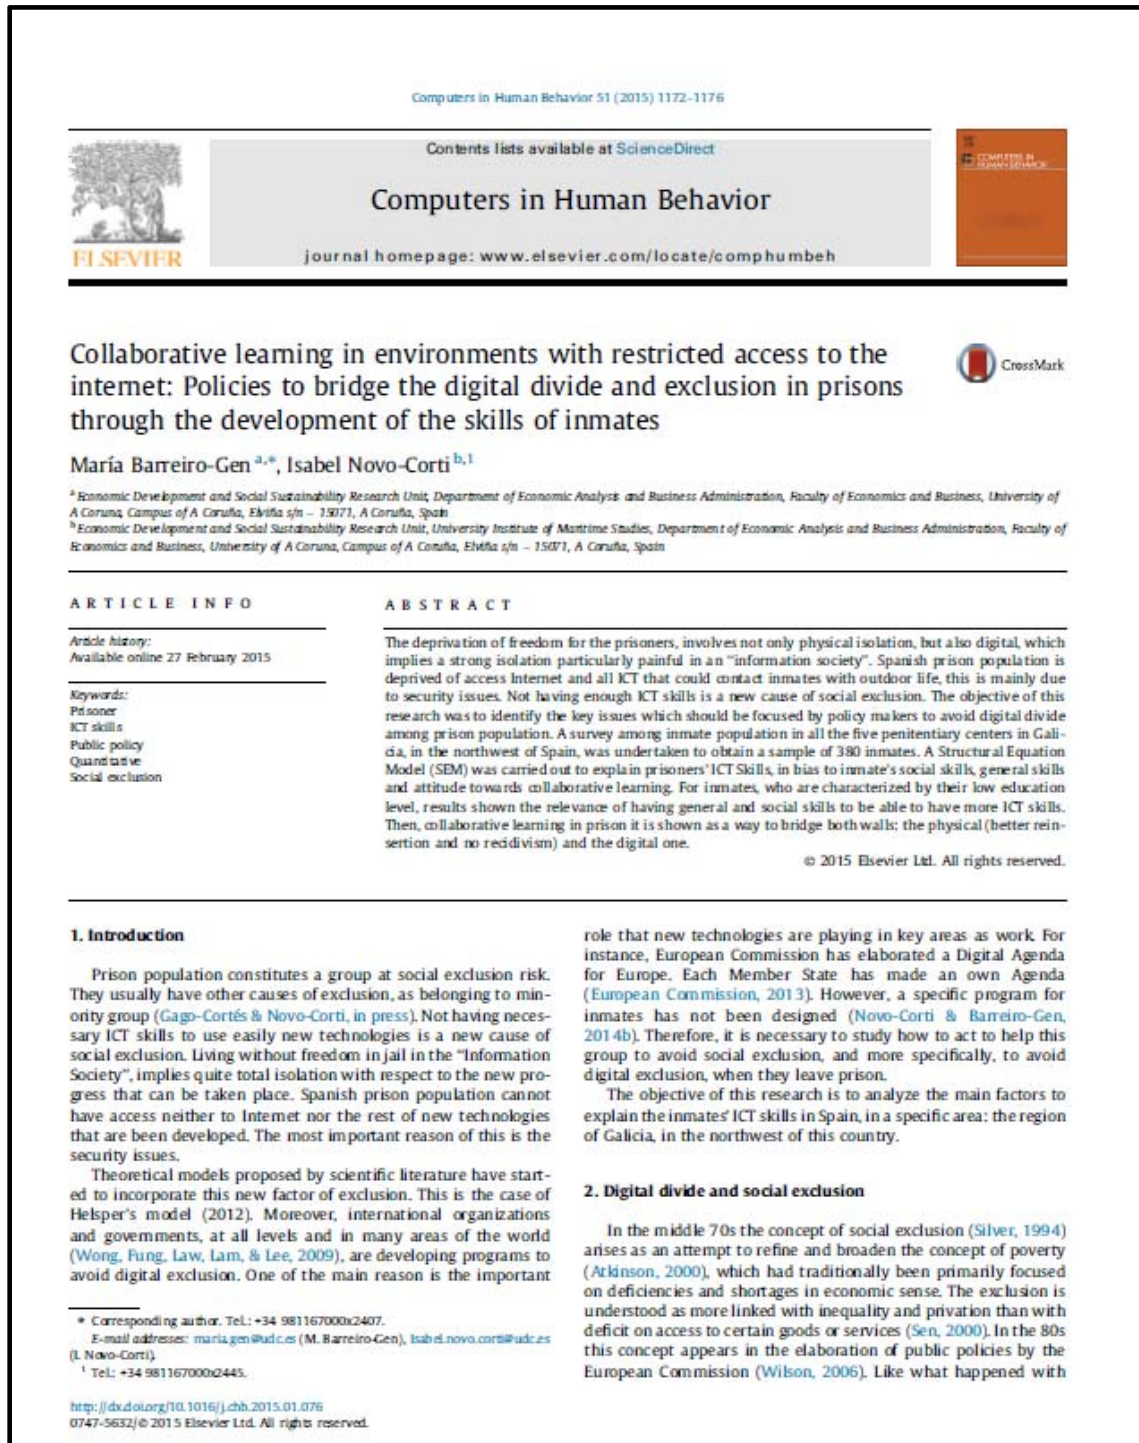 Computers in Human Behavior 51 (2015) 1172–1176
Contents lists available at ScienceDirect
Computers in Human Behavior
journal homepage: www.elsevier.com/locate/comphumbeh
ELSEVIER
COMPUTERS IN
HUMAN BEHAVIOR
Collaborative learning in environments with restricted access to the
internet: Policies to bridge the digital divide and exclusion in prisons
through the development of the skills of inmates
CrossMark
María Barreiro-Gen a,*, Isabel Novo-Corti b,1
a Economic Development and Social Sustainability Research Unit, Department of Economic Analysis and Business Administration, Faculty of Economics and Business, University of
A Coruna, Campus of A Coruña, Elviña s/n – 15071, A Coruña, Spain
b Economic Development and Social Sustainability Research Unit, University Institute of Maritime Studies, Department of Economic Analysis and Business Administration, Faculty of
Economics and Business, University of A Coruna, Campus of A Coruña, Elviña s/n – 15071, A Coruña, Spain
ARTICLE INFO
Article history:
Available online 27 February 2015
Keywords:
Prisoner
ICT skills
Public policy
Quantitative
Social exclusion
ABSTRACT
The deprivation of freedom for the prisoners, involves not only physical isolation, but also digital, which
implies a strong isolation particularly painful in an "information society". Spanish prison population is
deprived of access Internet and all ICT that could contact inmates with outdoor life, this is mainly due
to security issues. Not having enough ICT skills is a new cause of social exclusion. The objective of this
research was to identify the key issues which should be focused by policy makers to avoid digital divide
among prison population. A survey among inmate population in all the five penitentiary centers in Gali-
cia, in the northwest of Spain, was undertaken to obtain a sample of 380 inmates. A Structural Equation
Model (SEM) was carried out to explain prisoners' ICT Skills, in bias to inmate's social skills, general skills
and attitude towards collaborative learning. For inmates, who are characterized by their low education
level, results shown the relevance of having general and social skills to be able to have more ICT skills.
Then, collaborative learning in prison it is shown as a way to bridge both walls: the physical (better rein-
sertion and no recidivism) and the digital one.
© 2015 Elsevier Ltd. All rights reserved.
1. Introduction
Prison population constitutes a group at social exclusion risk.
They usually have other causes of exclusion, as belonging to min-
ority group (Gago-Cortés & Novo-Corti, in press). Not having neces-
sary ICT skills to use easily new technologies is a new cause of
social exclusion. Living without freedom in jail in the "Information
Society", implies quite total isolation with respect to the new pro-
gress that can be taken place. Spanish prison population cannot
have access neither to Internet nor the rest of new technologies
that are been developed. The most important reason of this is the
security issues.
Theoretical models proposed by scientific literature have start-
ed to incorporate this new factor of exclusion. This is the case of
Helsper's model (2012). Moreover, international organizations
and governments, at all levels and in many areas of the world
(Wong, Fung, Law, Lam, & Lee, 2009), are developing programs to
avoid digital exclusion. One of the main reason is the important
* Corresponding author. Tel.: +34 981167000x2407.
E-mail addresses: maria.gen@udc.es (M. Barreiro-Gen), isabel.novo.corti@udc.es
(I. Novo-Corti).
1 Tel.: +34 981167000x2445.
http://dx.doi.org/10.1016/j.chb.2015.01.076
0747-5632/© 2015 Elsevier Ltd. All rights reserved.
role that new technologies are playing in key areas as work. For
instance, European Commission has elaborated a Digital Agenda
for Europe. Each Member State has made an own Agenda
(European Commission, 2013). However, a specific program for
inmates has not been designed (Novo-Corti & Barreiro-Gen,
2014b). Therefore, it is necessary to study how to act to help this
group to avoid social exclusion, and more specifically, to avoid
digital exclusion, when they leave prison.
The objective of this research is to analyze the main factors to
explain the inmates' ICT skills in Spain, in a specific area: the region
of Galicia, in the northwest of this country.
2. Digital divide and social exclusion
In the middle 70s the concept of social exclusion (Silver, 1994)
arises as an attempt to refine and broaden the concept of poverty
(Atkinson, 2000), which had traditionally been primarily focused
on deficiencies and shortages in economic sense. The exclusion is
understood as more linked with inequality and privation than with
deficit on access to certain goods or services (Sen, 2000). In the 80s
this concept appears in the elaboration of public policies by the
European Commission (Wilson, 2006). Like what happened with